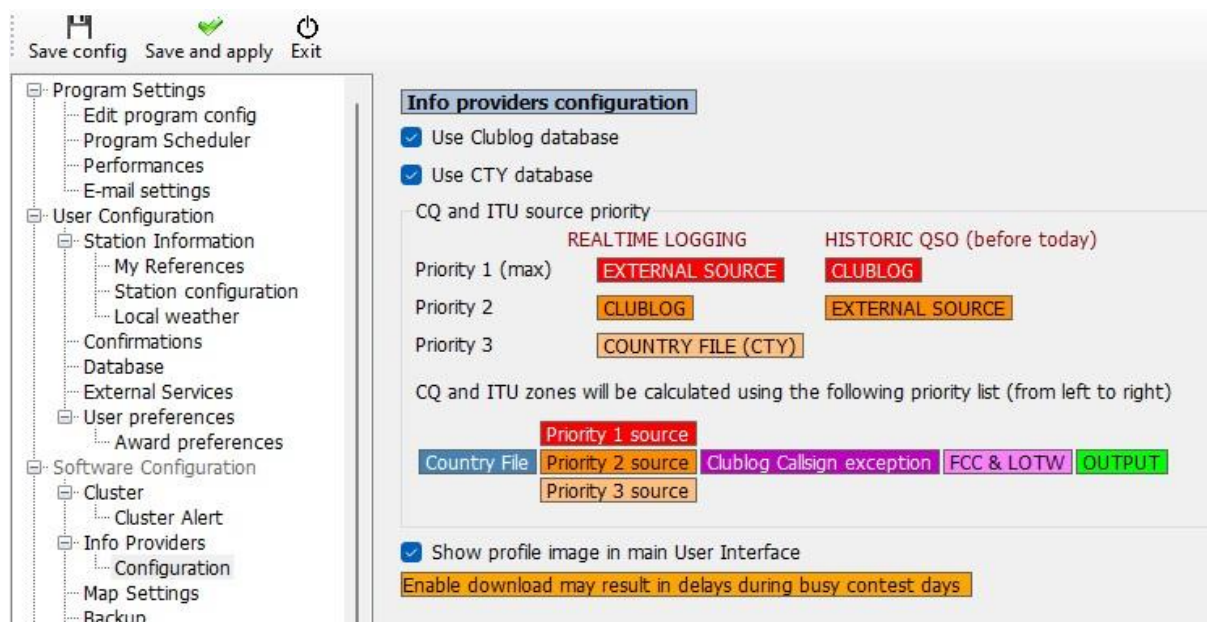 Save config Save and apply Exit
Program Settings
Edit program config
Program Scheduler
Performances
E-mail settings
User Configuration
Station Information
My References
Station configuration
Local weather
Confirmations
Database
External Services
User preferences
Award preferences
Software Configuration
Cluster
Cluster Alert
Info Providers
Configuration
Map Settings
Backup
Info providers configuration
Use Clublog database
Use CTY database
CQ and ITU source priority
REALTIME LOGGING HISTORIC QSO (before today)
Priority 1 (max) EXTERNAL SOURCE CLUBLOG
Priority 2 CLUBLOG EXTERNAL SOURCE
Priority 3 COUNTRY FILE (CTY)
CQ and ITU zones will be calculated using the following priority list (from left to right)
Priority 1 source
Country File Priority 2 source Clublog Callsign exception FCC & LOTW OUTPUT
Priority 3 source
Show profile image in main User Interface
Enable download may result in delays during busy contest days